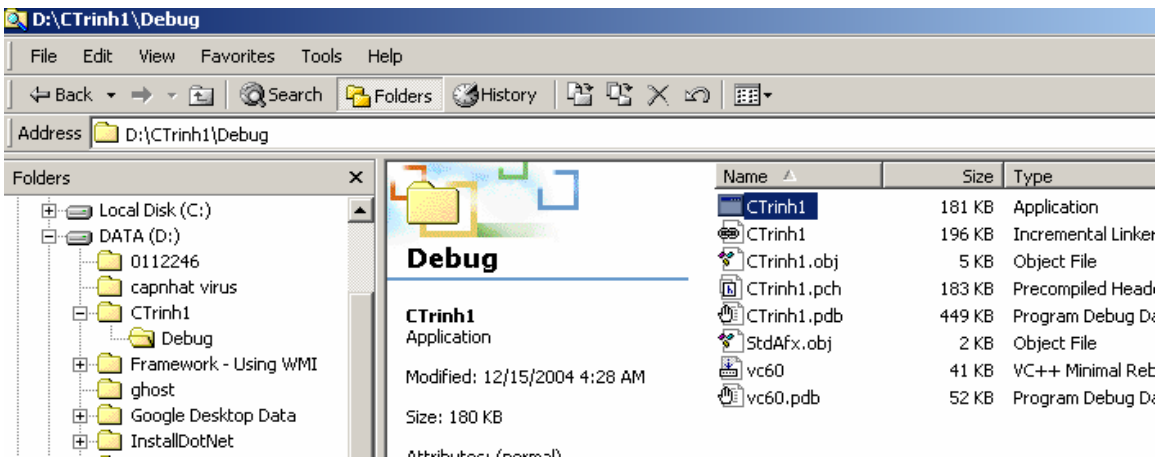 D:\CTrinh1\Debug
File Edit View Favorites Tools Help
Back Search Folders History
Address D:\CTrinh1\Debug
Folders
Local Disk (C:)
DATA (D:)
0112246
capnhat virus
CTrinh1
Debug
Framework - Using WMI
ghost
Google Desktop Data
InstallDotNet
Debug
CTrinh1
Application
Modified: 12/15/2004 4:28 AM
Size: 180 KB
Attributes: (normal)
Name Size Type
CTrinh1 181 KB Application
CTrinh1 196 KB Incremental Linker
CTrinh1.obj 5 KB Object File
CTrinh1.pch 183 KB Precompiled Heade
CTrinh1.pdb 449 KB Program Debug Da
StdAfx.obj 2 KB Object File
vc60 41 KB VC++ Minimal Reb
vc60.pdb 52 KB Program Debug Da